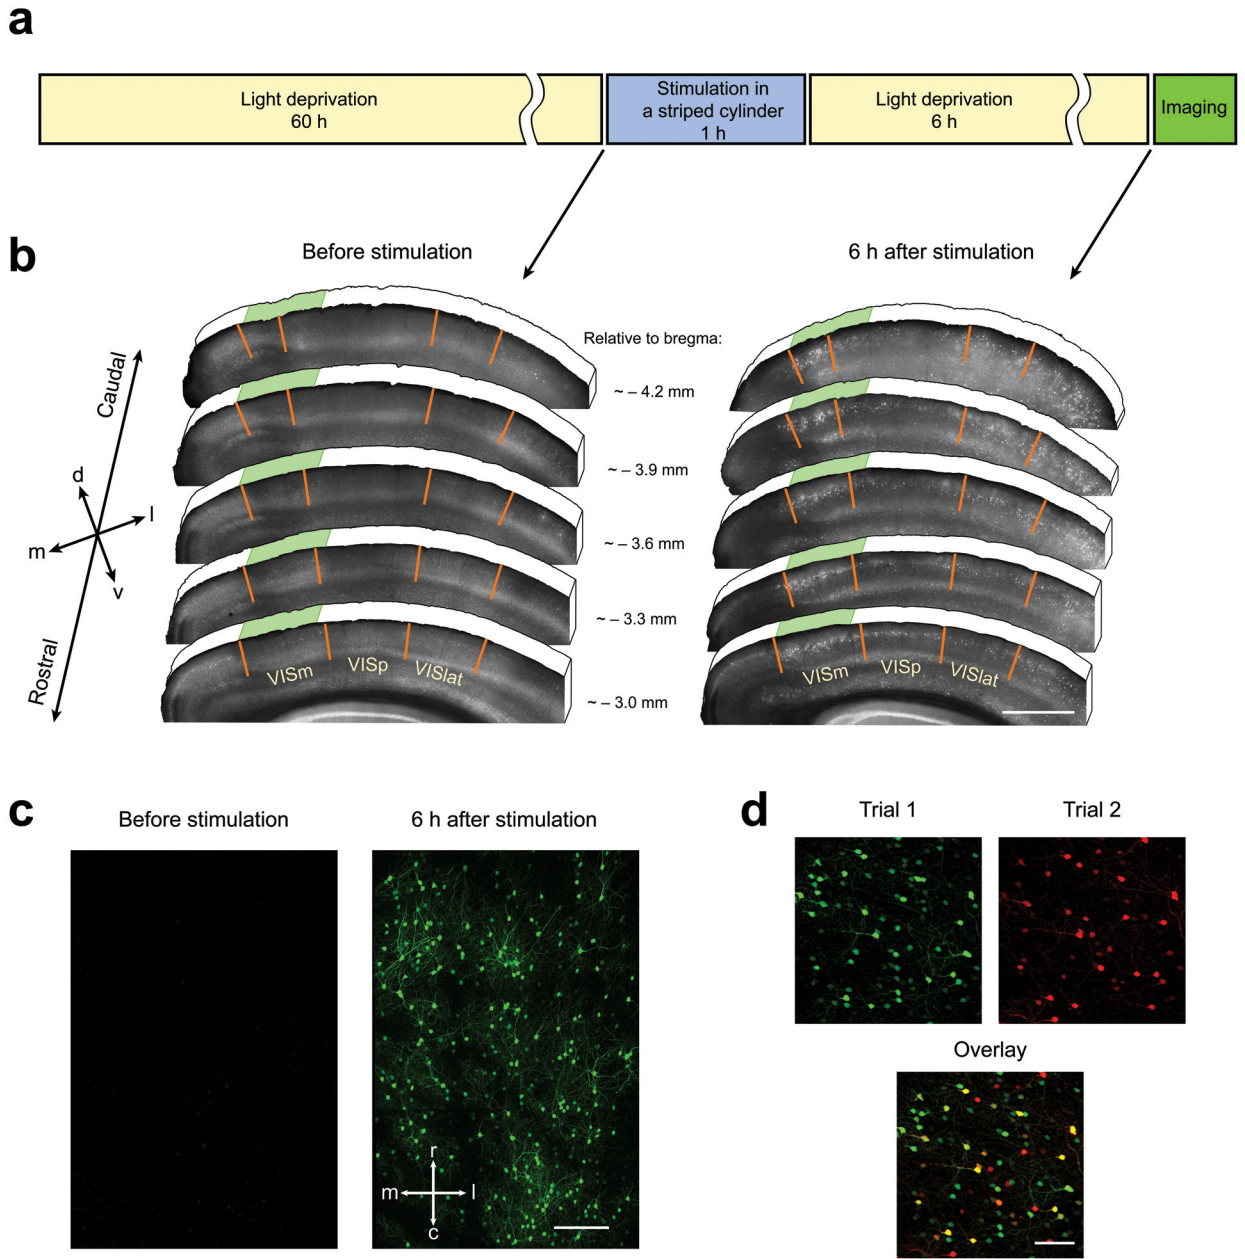 a
Light deprivation
60 h
Stimulation in
a striped cylinder
1 h
Light deprivation
6 h
Imaging
b
Before stimulation
6 h after stimulation
Relative to bregma:
~ – 4.2 mm
~ – 3.9 mm
~ – 3.6 mm
~ – 3.3 mm
~ – 3.0 mm
Caudal
d
l
m
v
Rostral
VISm
VISp
VISlat
VISm
VISp
VISlat
c
Before stimulation
6 h after stimulation
r
m
l
c
d
Trial 1
Trial 2
Overlay